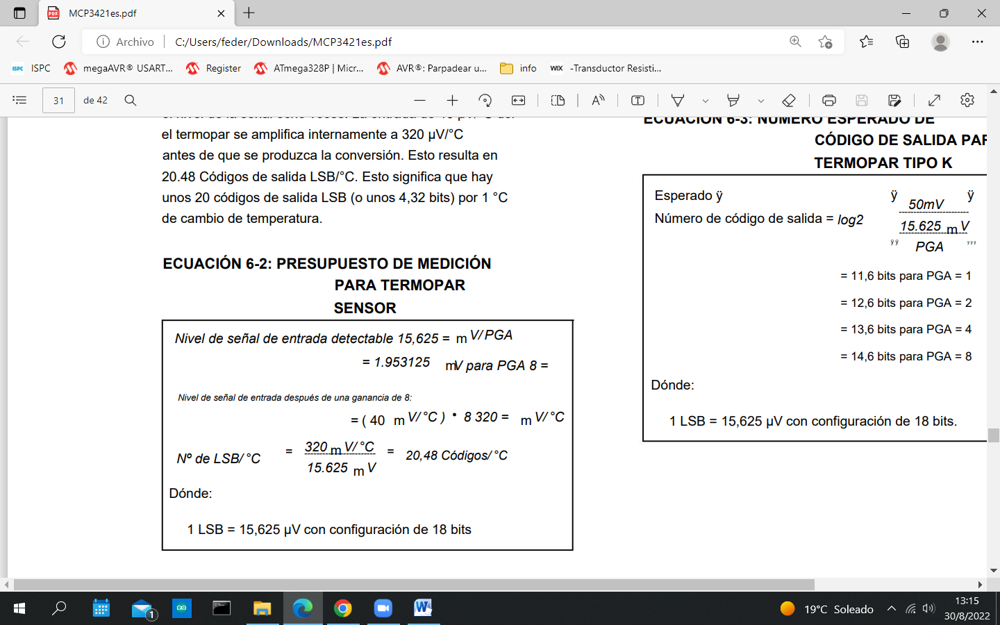 MCP3421es.pdf
Archivo
C:/Users/feder/Downloads/MCP3421es.pdf
ISPC
ISPC
megaAVR® USART...
Register
ATmega328P | Micr...
AVR®: Parpadear u...
info
WIX
-Transductor Resisti...
31
de 42
el termopar se amplifica internamente a 320 µV/°C
antes de que se produzca la conversión. Esto resulta en
20.48 Códigos de salida LSB/°C. Esto significa que hay
unos 20 códigos de salida LSB (o unos 4,32 bits) por 1 °C
de cambio de temperatura.
ECUACIÓN 6-2: PRESUPUESTO DE MEDICIÓN
PARA TERMOPAR
SENSOR
Nivel de señal de entrada detectable 15,625 = m V/PGA
= 1.953125 mV para PGA 8 =
Nivel de señal de entrada después de una ganancia de 8:
= ( 40 m V/°C ) • 8 320 = m V/°C
Nº de LSB/°C = 320 m V/°C = 20,48 Códigos/°C
15.625 m V
Dónde:
1 LSB = 15,625 µV con configuración de 18 bits
ECUACIÓN 6-3: NÚMERO ESPERADO DE
CÓDIGO DE SALIDA PAR
TERMOPAR TIPO K
Esperado ÿ
Número de código de salida = log2
ÿ 50mV ÿ
15.625 m V
ÿÿ PGA ÿÿÿ
= 11,6 bits para PGA = 1
= 12,6 bits para PGA = 2
= 13,6 bits para PGA = 4
= 14,6 bits para PGA = 8
Dónde:
1 LSB = 15,625 µV con configuración de 18 bits.
1
19°C Soleado
13:15
30/8/2022